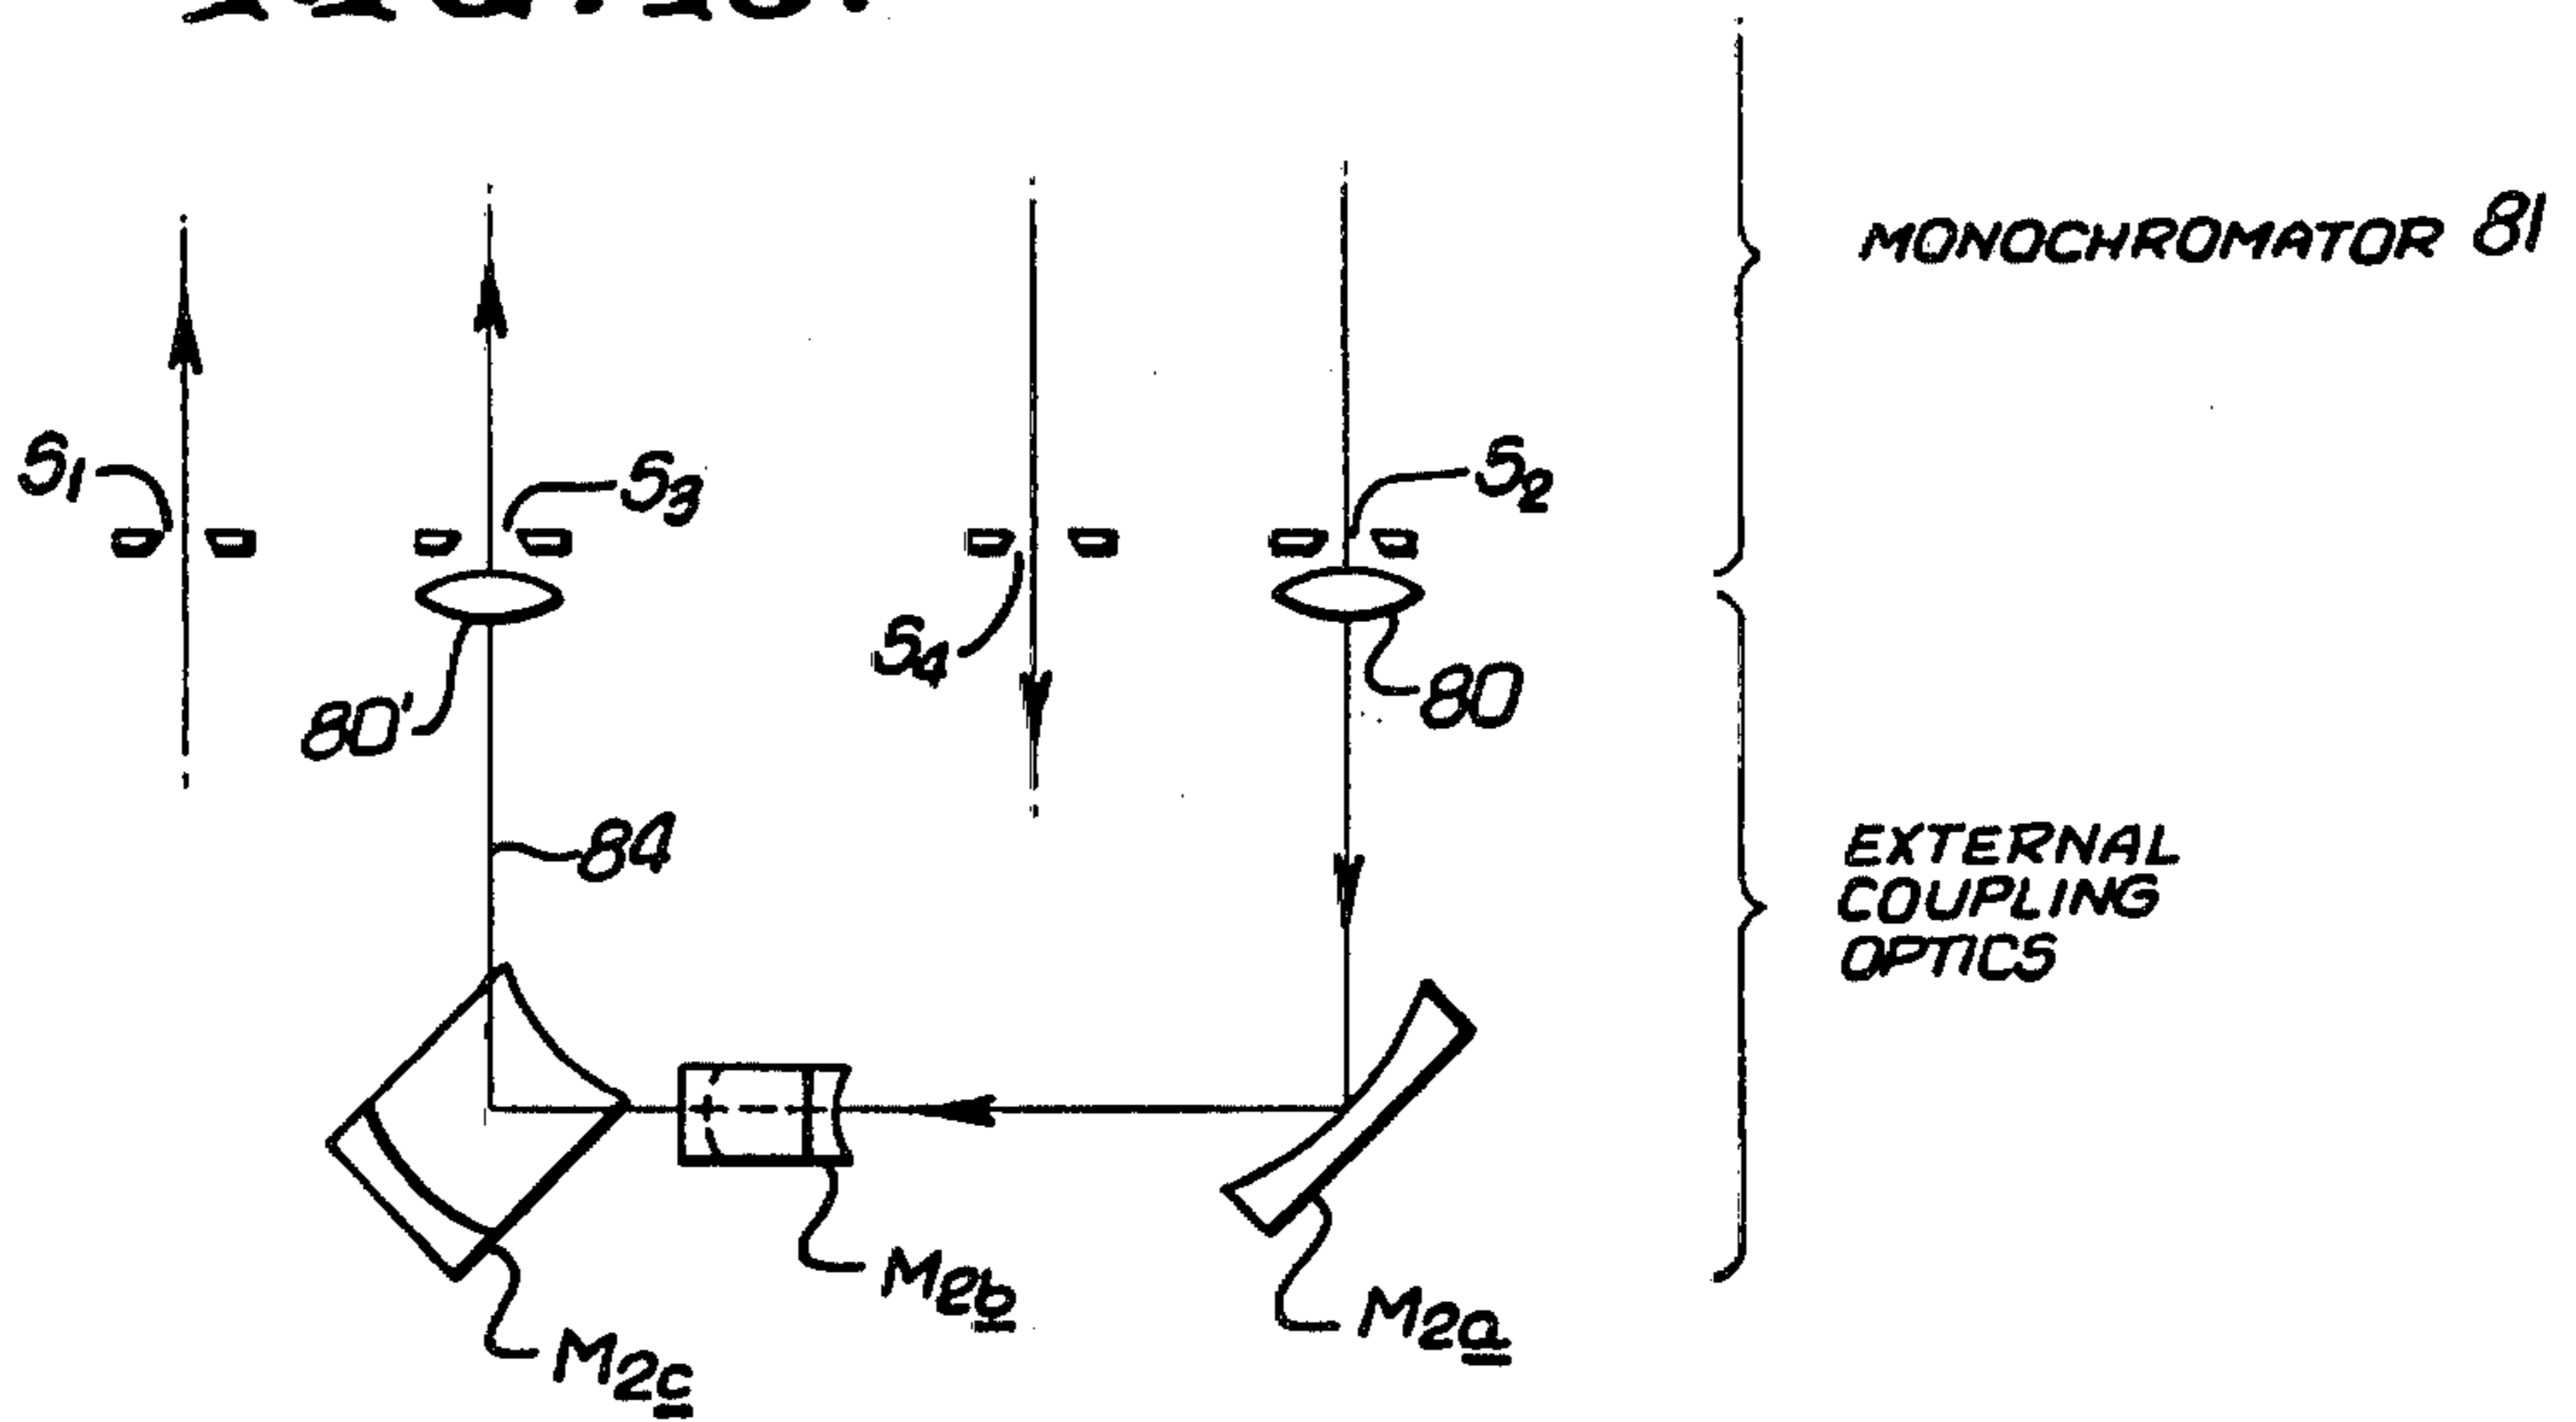 MONOCHROMATOR 81
S1
S3
S4
S2
80'
80
84
EXTERNAL
COUPLING
OPTICS
M2b
M2a
M2c